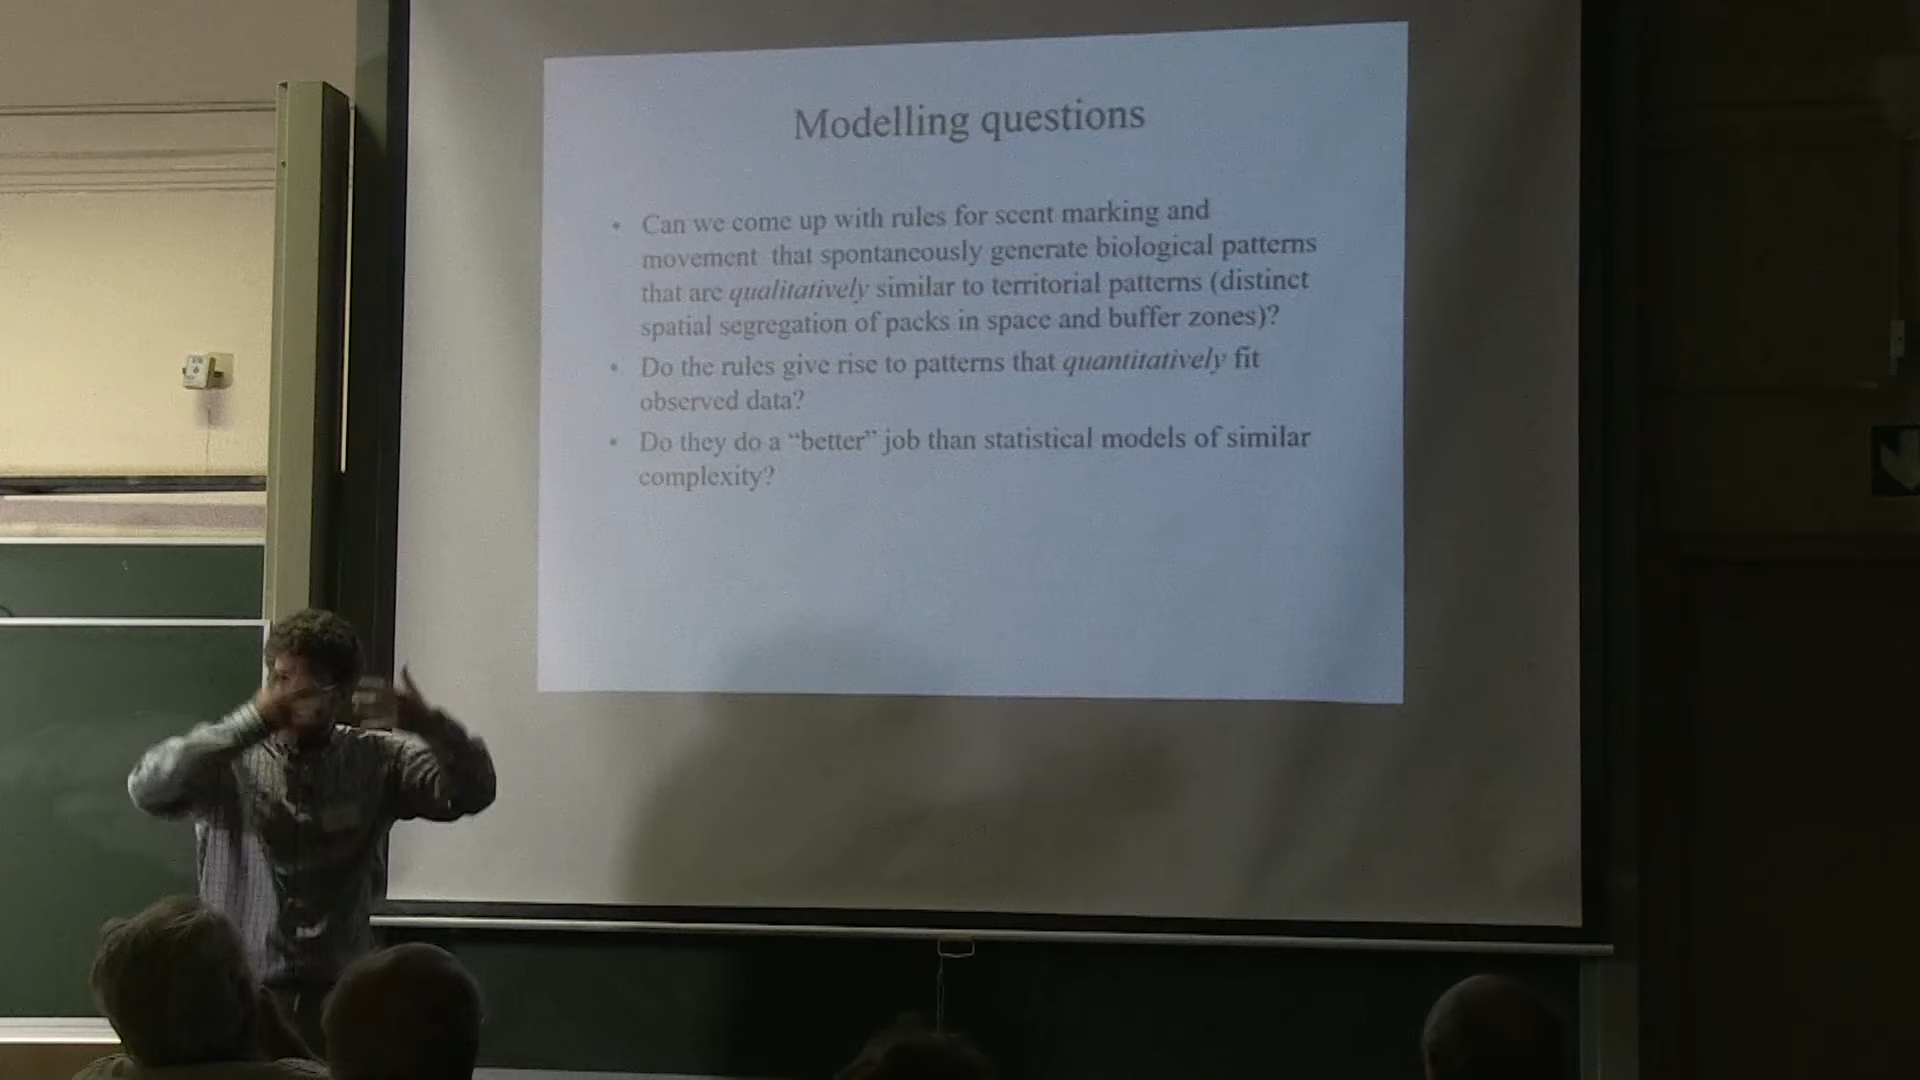 Modelling questions
• Can we come up with rules for scent marking and
movement that spontaneously generate biological patterns
that are qualitatively similar to territorial patterns (distinct
spatial segregation of packs in space and buffer zones)?
• Do the rules give rise to patterns that quantitatively fit
observed data?
• Do they do a “better” job than statistical models of similar
complexity?